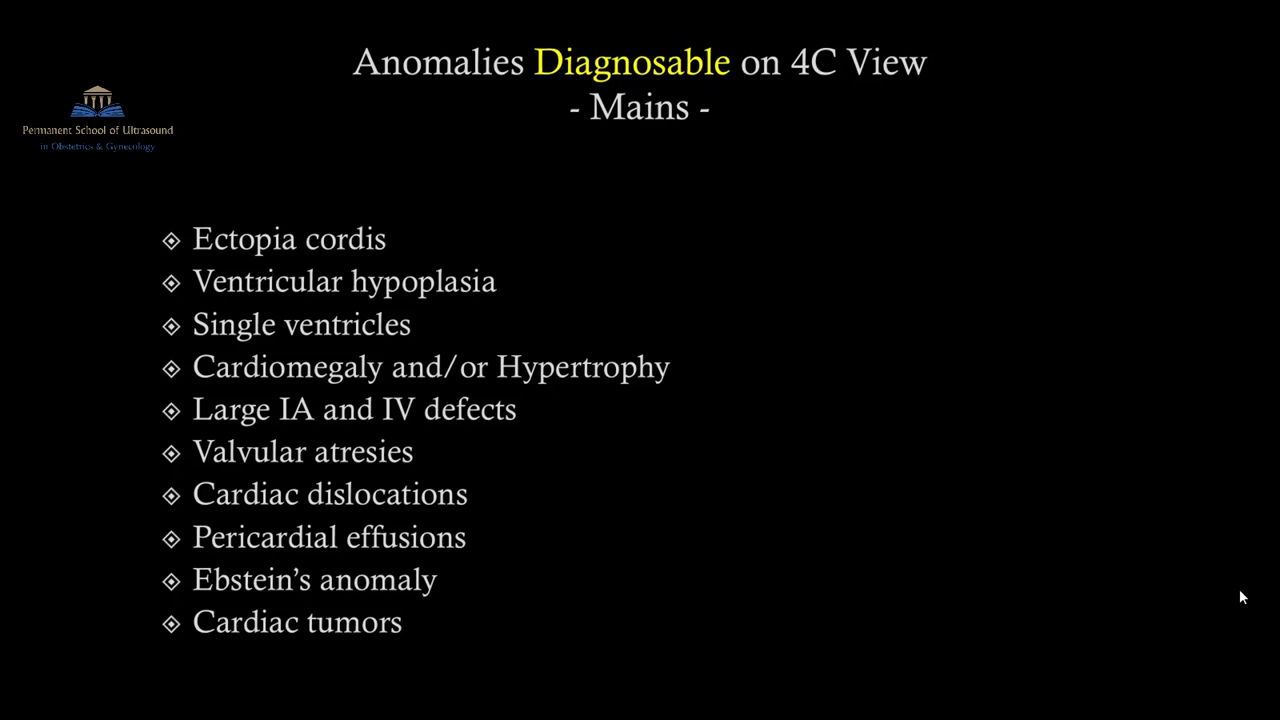 Anomalies Diagnosable on 4C View
- Mains -
Permanent School of Ultrasound
in Obstetrics & Gynecology
Ectopia cordis
Ventricular hypoplasia
Single ventricles
Cardiomegaly and/or Hypertrophy
Large IA and IV defects
Valvular atresies
Cardiac dislocations
Pericardial effusions
Ebstein’s anomaly
Cardiac tumors